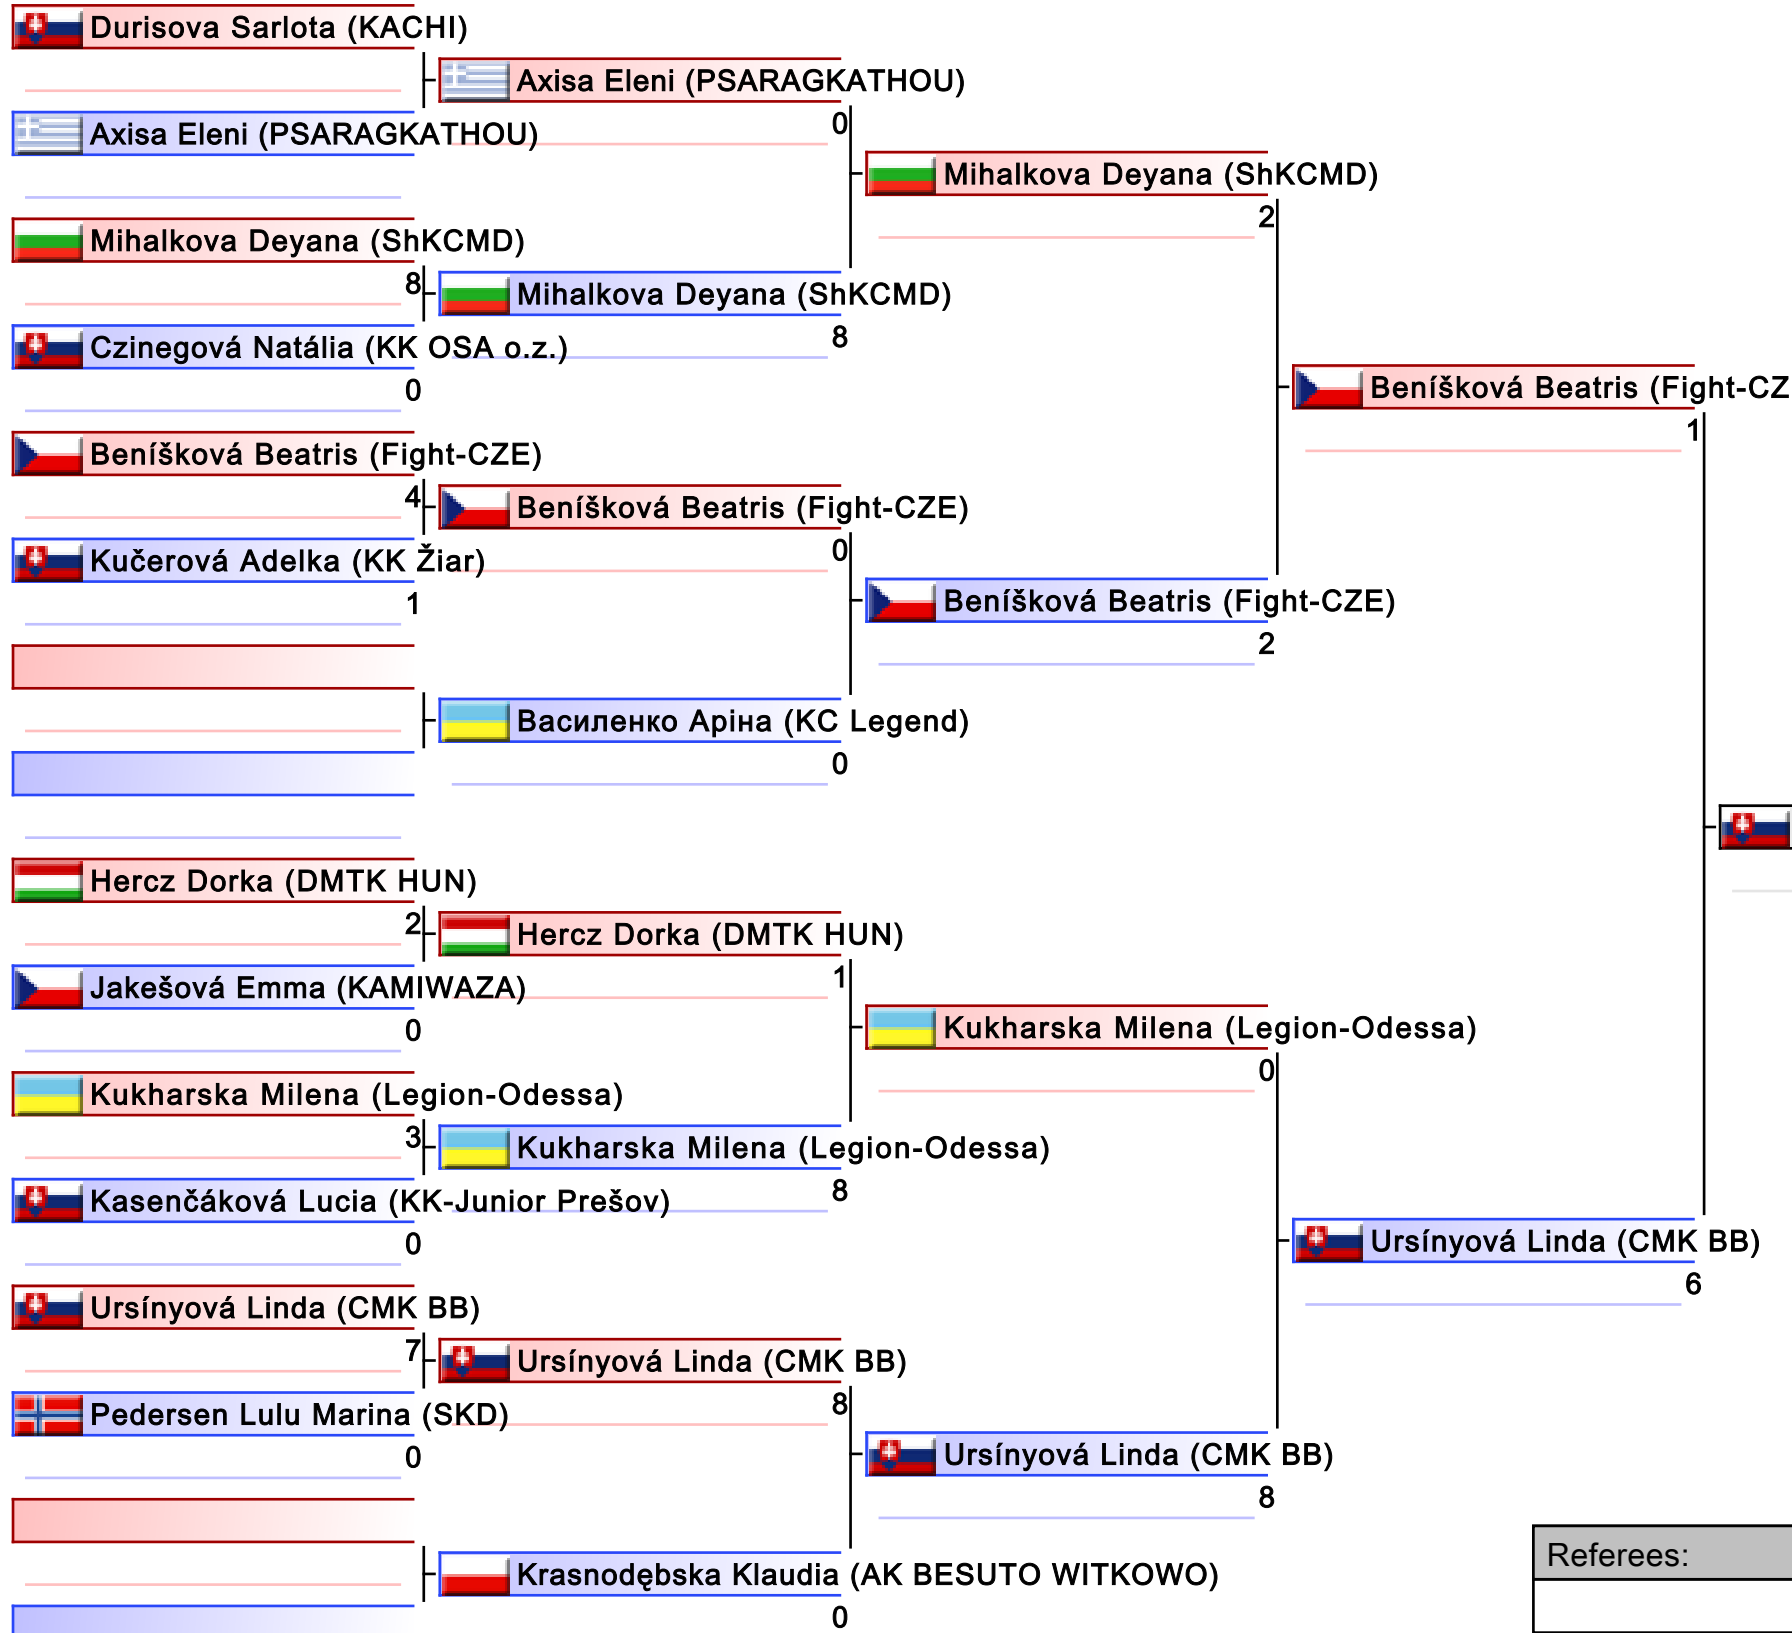 Durisova Sarlota (KACHI)
Axisa Eleni (PSARAGKATHOU)
0
Axisa Eleni (PSARAGKATHOU)
Mihalkova Deyana (ShKCMD)
2
Mihalkova Deyana (ShKCMD)
8
Mihalkova Deyana (ShKCMD)
8
Czinegová Natália (KK OSA o.z.)
0
Beníšková Beatris (Fight-CZ
1
Beníšková Beatris (Fight-CZE)
4
Beníšková Beatris (Fight-CZE)
0
Kučerová Adelka (KK Žiar)
1
Beníšková Beatris (Fight-CZE)
2
Василенко Аріна (KC Legend)
0
Hercz Dorka (DMTK HUN)
2
Hercz Dorka (DMTK HUN)
1
Jakešová Emma (KAMIWAZA)
0
Kukharska Milena (Legion-Odessa)
0
Kukharska Milena (Legion-Odessa)
3
Kukharska Milena (Legion-Odessa)
8
Kasenčáková Lucia (KK-Junior Prešov)
0
Ursínyová Linda (CMK BB)
6
Ursínyová Linda (CMK BB)
7
Ursínyová Linda (CMK BB)
8
Pedersen Lulu Marina (SKD)
0
Ursínyová Linda (CMK BB)
8
Krasnodębska Klaudia (AK BESUTO WITKOWO)
0
Referees: